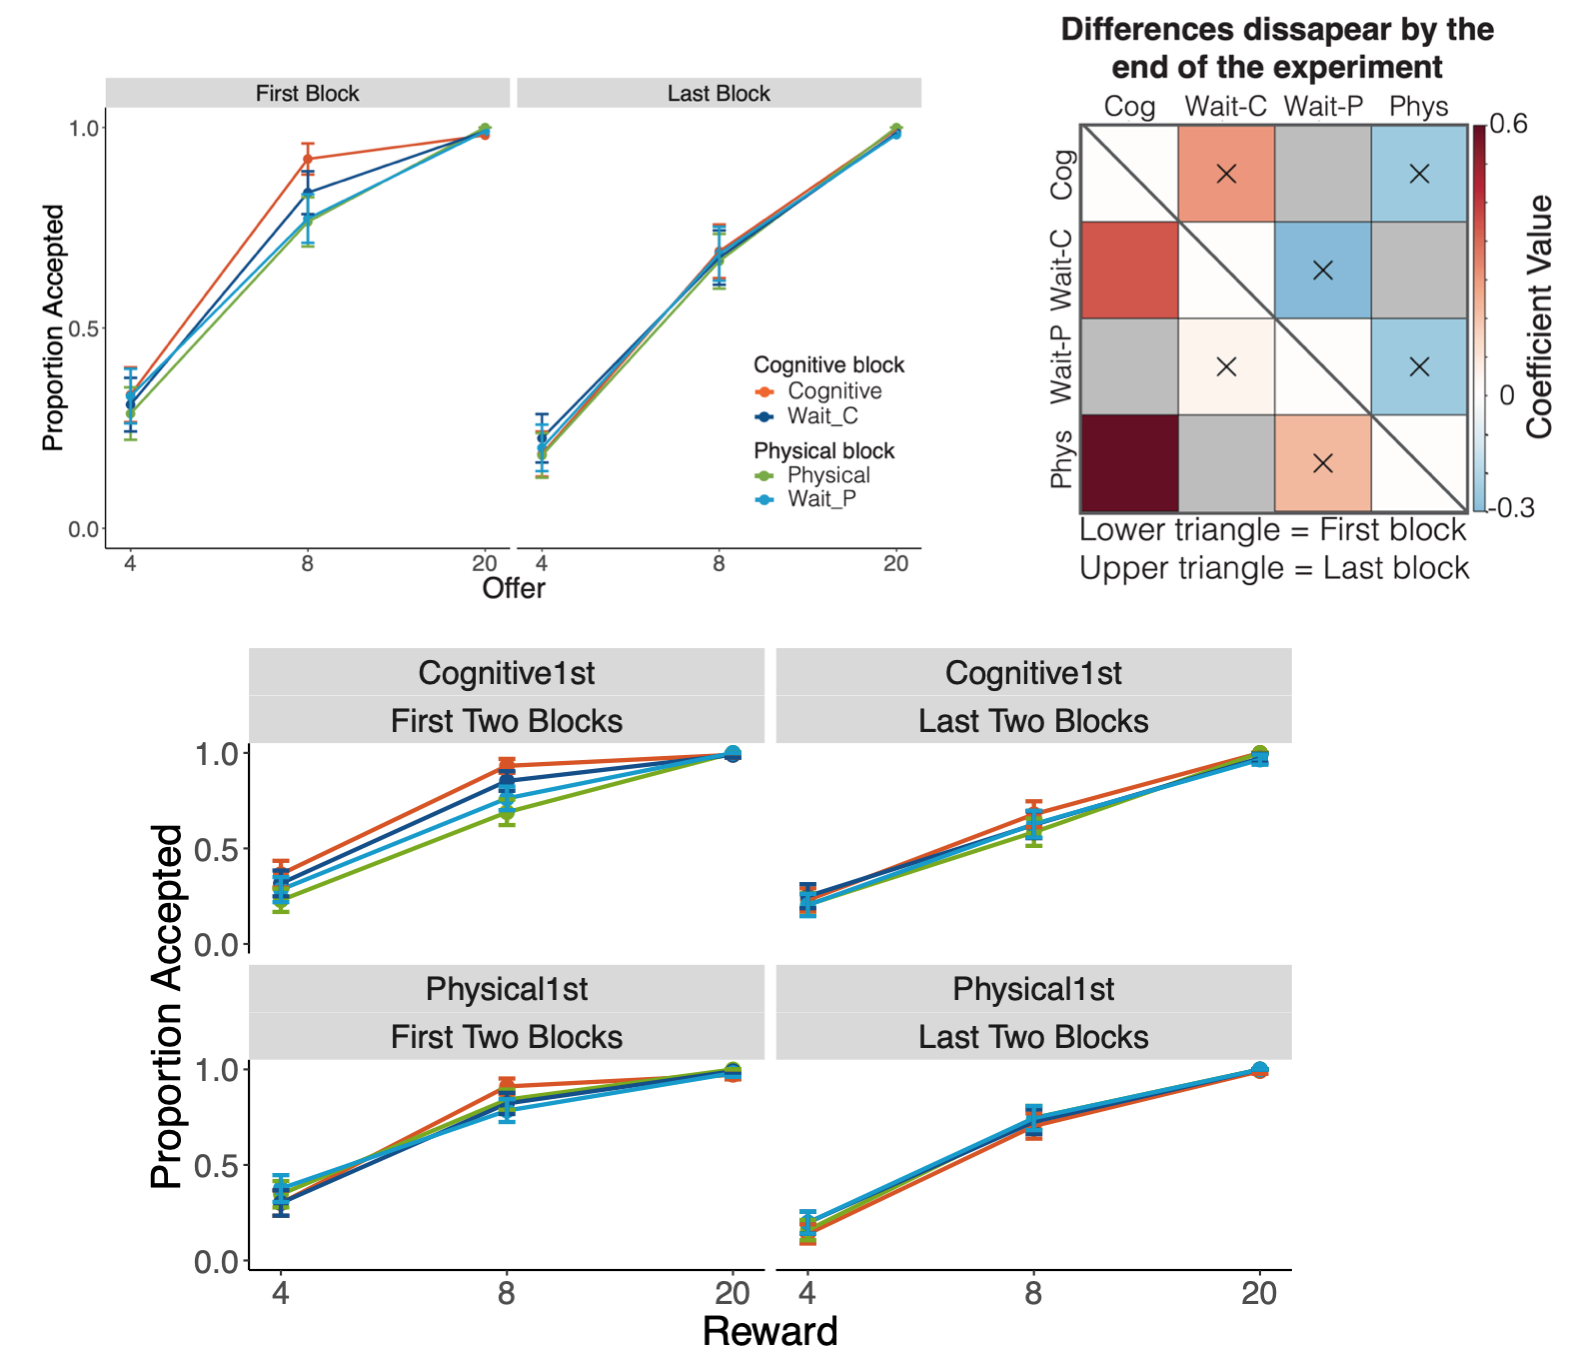 Differences dissapear by the
end of the experiment
First Block
Last Block
Proportion Accepted
1.0
0.5
0.0
4
8
20
4
8
20
Offer
Cognitive block
Cognitive
Wait_C
Physical block
Physical
Wait_P
Cog
Wait-C
Wait-P
Phys
Cog
Wait-C
Wait-P
Phys
0.6
0
-0.3
Coefficient Value
Lower triangle = First block
Upper triangle = Last block
Cognitive1st
First Two Blocks
Cognitive1st
Last Two Blocks
1.0
0.5
0.0
Physical1st
First Two Blocks
Physical1st
Last Two Blocks
1.0
0.5
0.0
Proportion Accepted
4
8
20
4
8
20
Reward